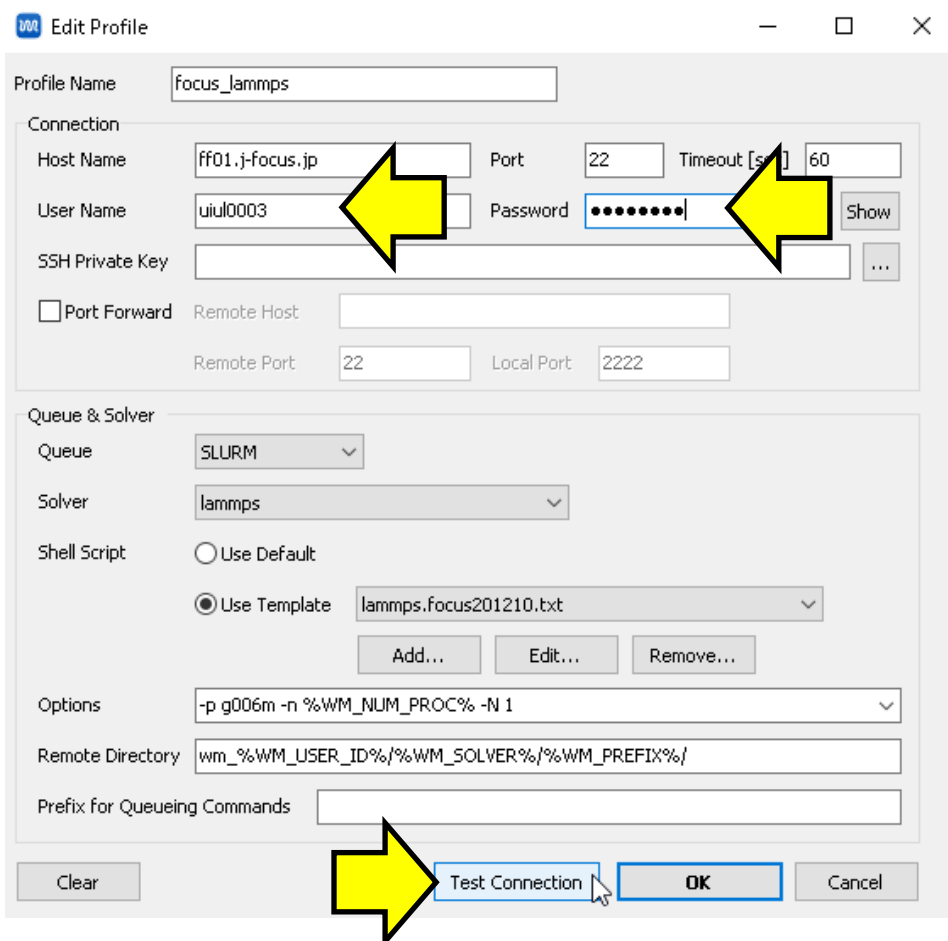 Edit Profile
Profile Name focus_lammps
Connection
Host Name ff01.j-focus.jp Port 22 Timeout [s ] 60
User Name uiul0003 Password ●●●●●●●● Show
SSH Private Key ...
Port Forward Remote Host
Remote Port 22 Local Port 2222
Queue & Solver
Queue SLURM
Solver lammps
Shell Script Use Default
Use Template lammps.focus201210.txt
Add... Edit... Remove...
Options -p g006m -n %WM_NUM_PROC% -N 1
Remote Directory wm_%WM_USER_ID%/%WM_SOLVER%/%WM_PREFIX%/
Prefix for Queueing Commands
Clear Test Connection OK Cancel